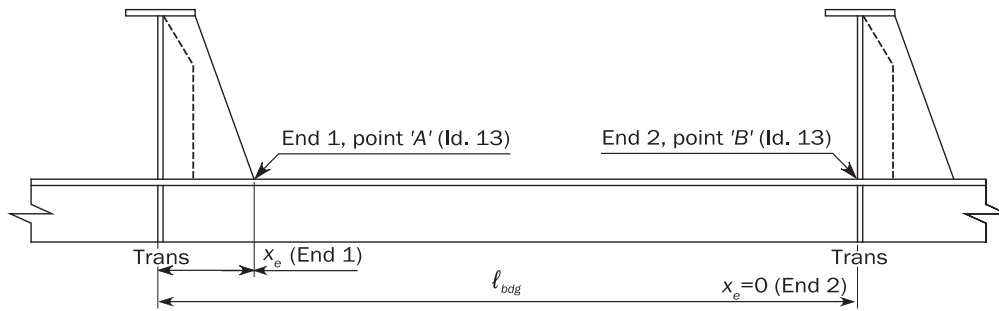 End 1, point 'A' (Id. 13)
End 2, point 'B' (Id. 13)
Trans
x_e (End 1)
Trans
ℓ_bdg
x_e=0 (End 2)